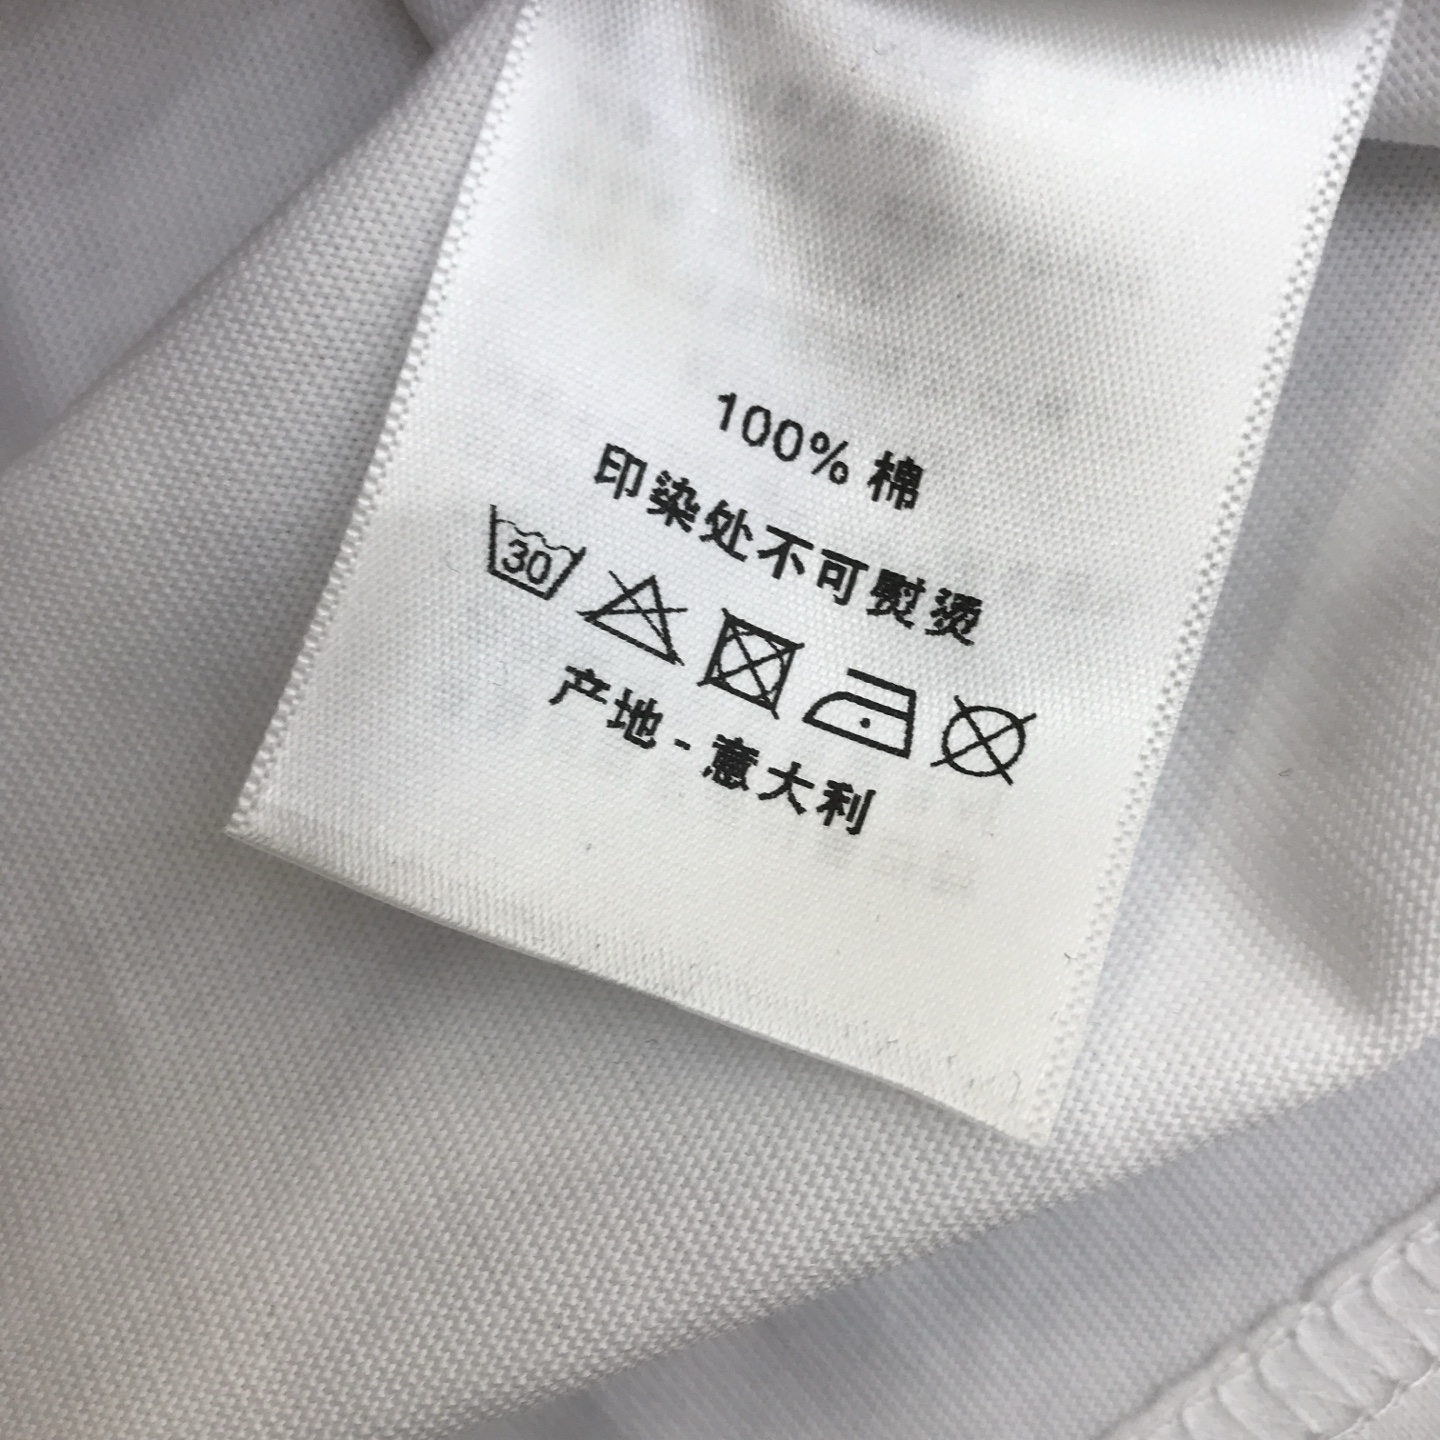 100% 棉
印染处不可熨烫
30
产地-意大利